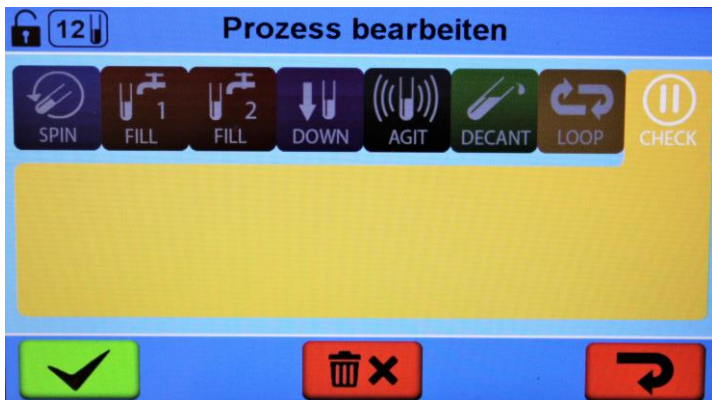 12 Prozess bearbeiten
1 2
SPIN FILL FILL DOWN AGIT DECANT LOOP CHECK